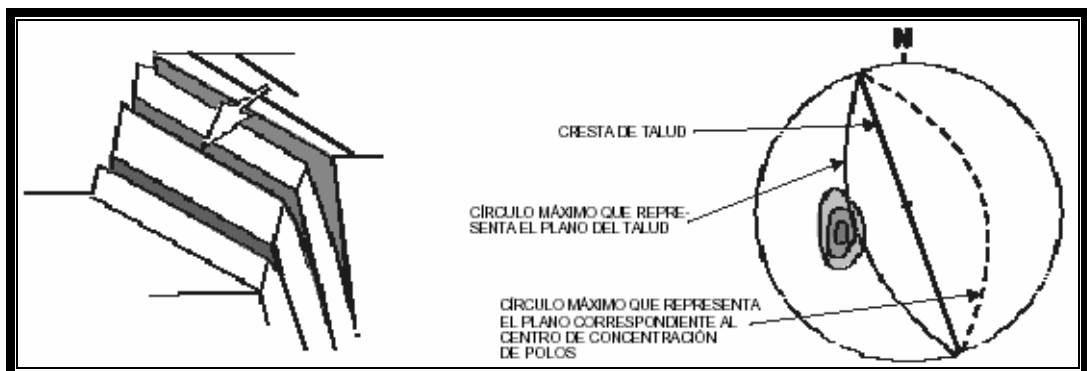 N
CRESTA DE TALUD
CÍRCULO MÁXIMO QUE REPRE-
SENTA EL PLANO DEL TALUD
CÍRCULO MÁXIMO QUE REPRESENTA
EL PLANO CORRESPONDIENTE AL
CENTRO DE CONCENTRACIÓN
DE POLOS